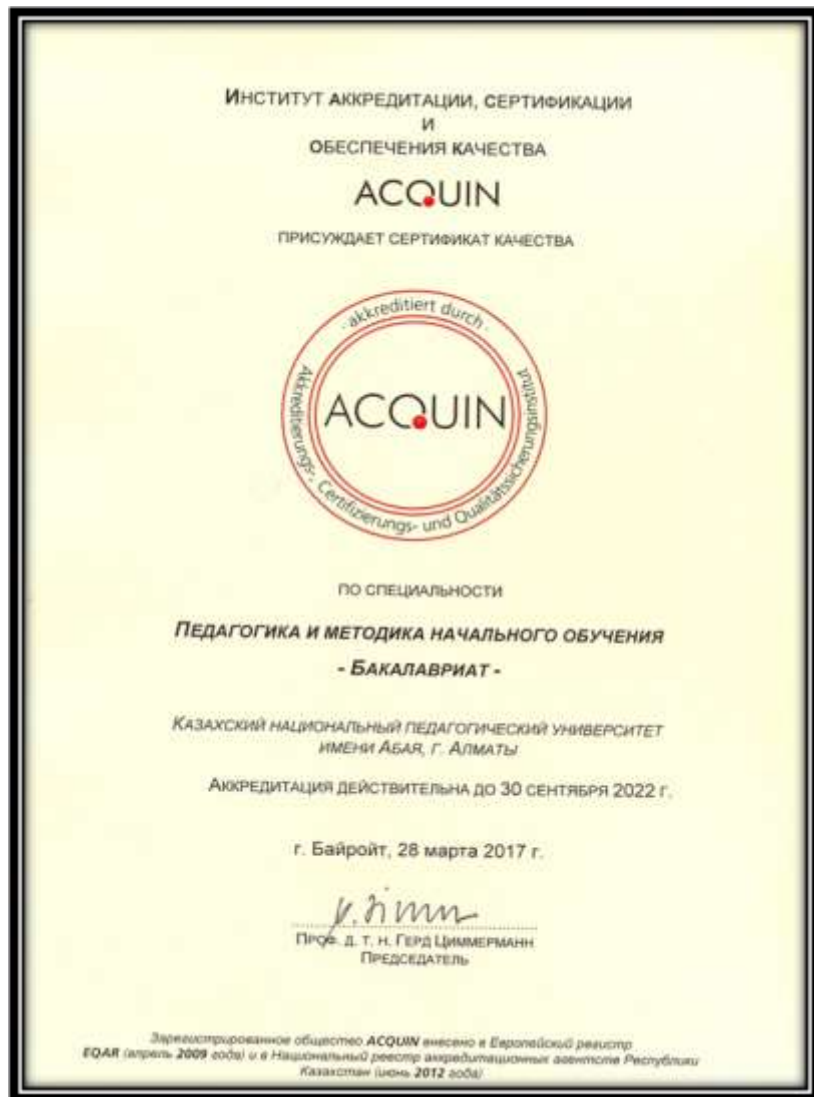 ИНСТИТУТ АККРЕДИТАЦИИ, СЕРТИФИКАЦИИ
И
ОБЕСПЕЧЕНИЯ КАЧЕСТВА
ACQUIN
ПРИСУЖДАЕТ СЕРТИФИКАТ КАЧЕСТВА
- akkreditiert durch -
ACQUIN
Akkreditierungs-, Certifizierungs- und Qualitätssicherungsinstitut
ПО СПЕЦИАЛЬНОСТИ
ПЕДАГОГИКА И МЕТОДИКА НАЧАЛЬНОГО ОБУЧЕНИЯ
- БАКАЛАВРИАТ -
КАЗАХСКИЙ НАЦИОНАЛЬНЫЙ ПЕДАГОГИЧЕСКИЙ УНИВЕРСИТЕТ
ИМЕНИ АБАЯ, Г. АЛМАТЫ
АККРЕДИТАЦИЯ ДЕЙСТВИТЕЛЬНА ДО 30 СЕНТЯБРЯ 2022 Г.
г. Байройт, 28 марта 2017 г.
ПРОФ. Д. Т. Н. ГЕРД ЦИММЕРМАНН
ПРЕДСЕДАТЕЛЬ
Зарегистрированное общество ACQUIN внесено в Европейский регистр
EQAR (апрель 2009 года) и в Национальный реестр аккредитационных агентств Республики
Казахстан (июнь 2012 года)